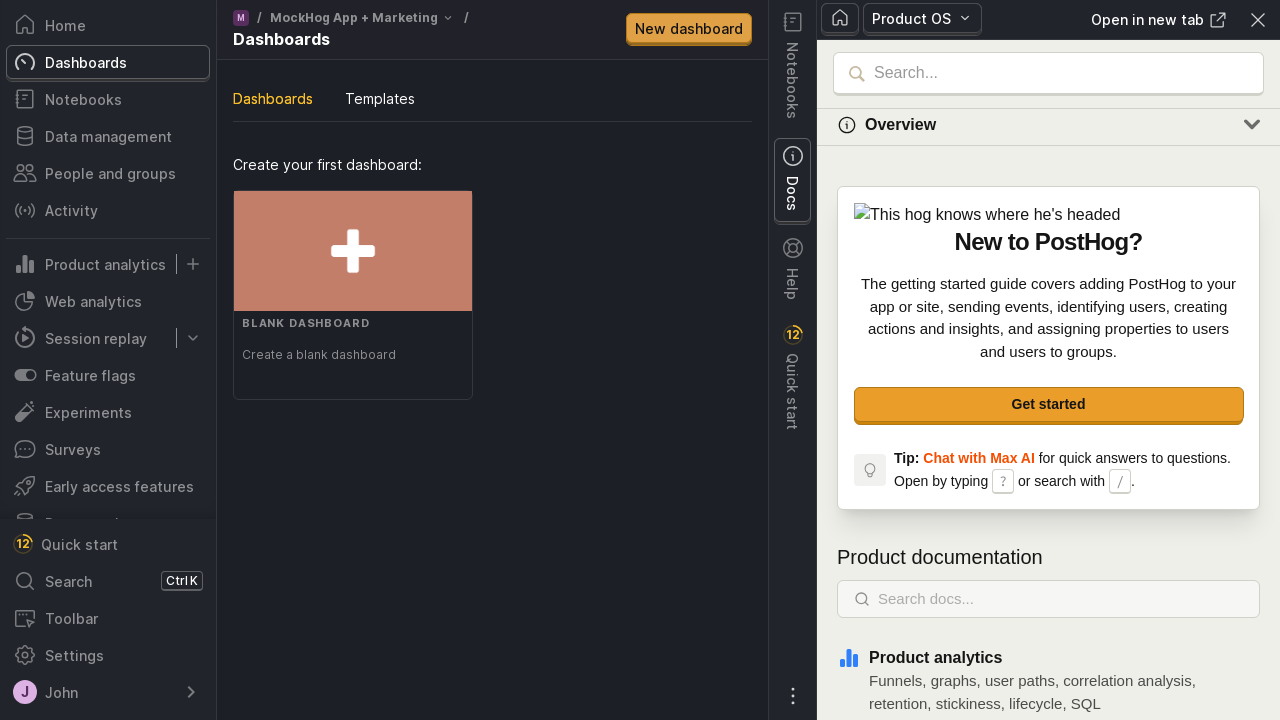 Home
Dashboards
Notebooks
Data management
People and groups
Activity
Product analytics
Web analytics
Session replay
Feature flags
Experiments
Surveys
Early access features
12 Quick start
Search Ctrl K
Toolbar
Settings
J John
M / MockHog App + Marketing /
Dashboards
New dashboard
Dashboards Templates
Create your first dashboard:
BLANK DASHBOARD
Create a blank dashboard
Notebooks
Docs
Help
12 Quick start
Product OS
Open in new tab
Search...
Overview
This hog knows where he's headed
New to PostHog?
The getting started guide covers adding PostHog to your
app or site, sending events, identifying users, creating
actions and insights, and assigning properties to users
and users to groups.
Get started
Tip: Chat with Max AI for quick answers to questions.
Open by typing ? or search with /.
Product documentation
Search docs...
Product analytics
Funnels, graphs, user paths, correlation analysis,
retention, stickiness, lifecycle, SQL